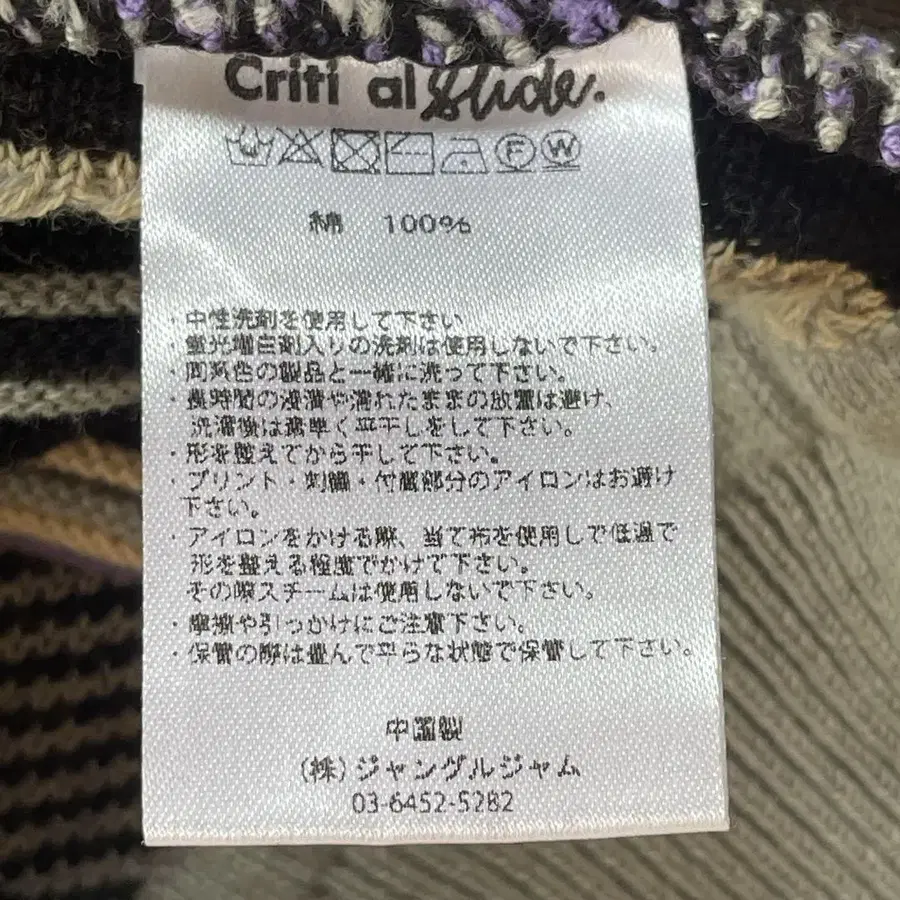 Criti al Slide.
綿 100%
・中性洗剤を使用して下さい
・蛍光増白剤入りの洗剤は使用しないで下さい。
・同系色の製品と一緒に洗って下さい。
・長時間の浸漬や濡れたままの放置は避け、
洗濯後は素早く平干しをして下さい。
・形を整えてから干して下さい。
・プリント・刺繍・付属部分のアイロンはお避け
下さい。
・アイロンをかける際、当て布を使用して低温で
形を整える程度でかけて下さい。
その際スチームは使用しないで下さい。
・摩擦や引っかけにご注意下さい。
・保管の際は畳んで平らな状態で保管して下さい。
中国製
(株)ジャングルジャム
03-6452-5282